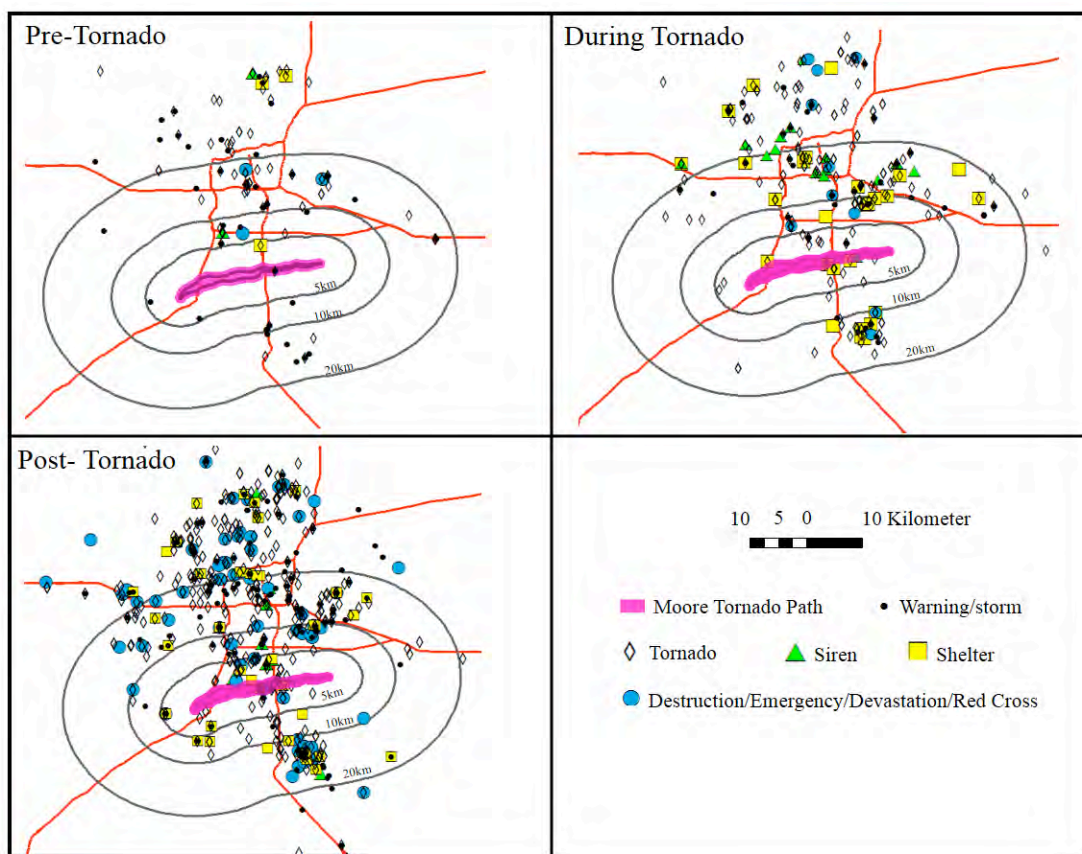 Pre-Tornado
5km
10km
20km
During Tornado
5km
10km
20km
Post- Tornado
5km
10km
20km
10 5 0 10 Kilometer
Moore Tornado Path
Warning/storm
Tornado
Siren
Shelter
Destruction/Emergency/Devastation/Red Cross